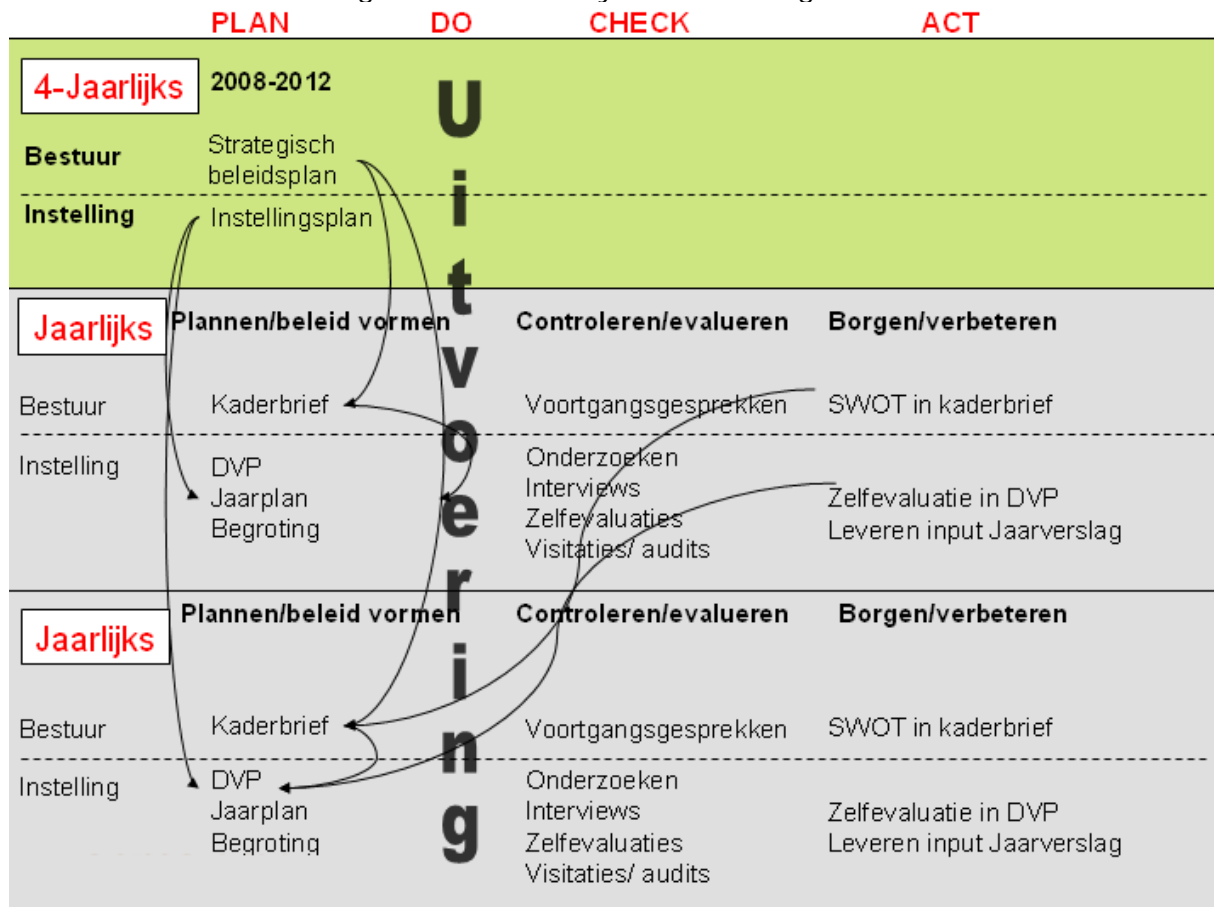 PLAN DO CHECK ACT
4-Jaarlijks 2008-2012
Bestuur Strategisch
beleidsplan
Instelling Instellingsplan
Uitvoering
Jaarlijks Plannen/beleid vormen Controleren/evalueren Borgen/verbeteren
Bestuur Kaderbrief Voortgangsgesprekken SWOT in kaderbrief
Instelling DVP Onderzoeken
Jaarplan Interviews Zelfevaluatie in DVP
Begroting Zelfevaluaties Leveren input Jaarverslag
Visitaties/ audits
Jaarlijks Plannen/beleid vormen Controleren/evalueren Borgen/verbeteren
Bestuur Kaderbrief Voortgangsgesprekken SWOT in kaderbrief
Instelling DVP Onderzoeken
Jaarplan Interviews Zelfevaluatie in DVP
Begroting Zelfevaluaties Leveren input Jaarverslag
Visitaties/ audits